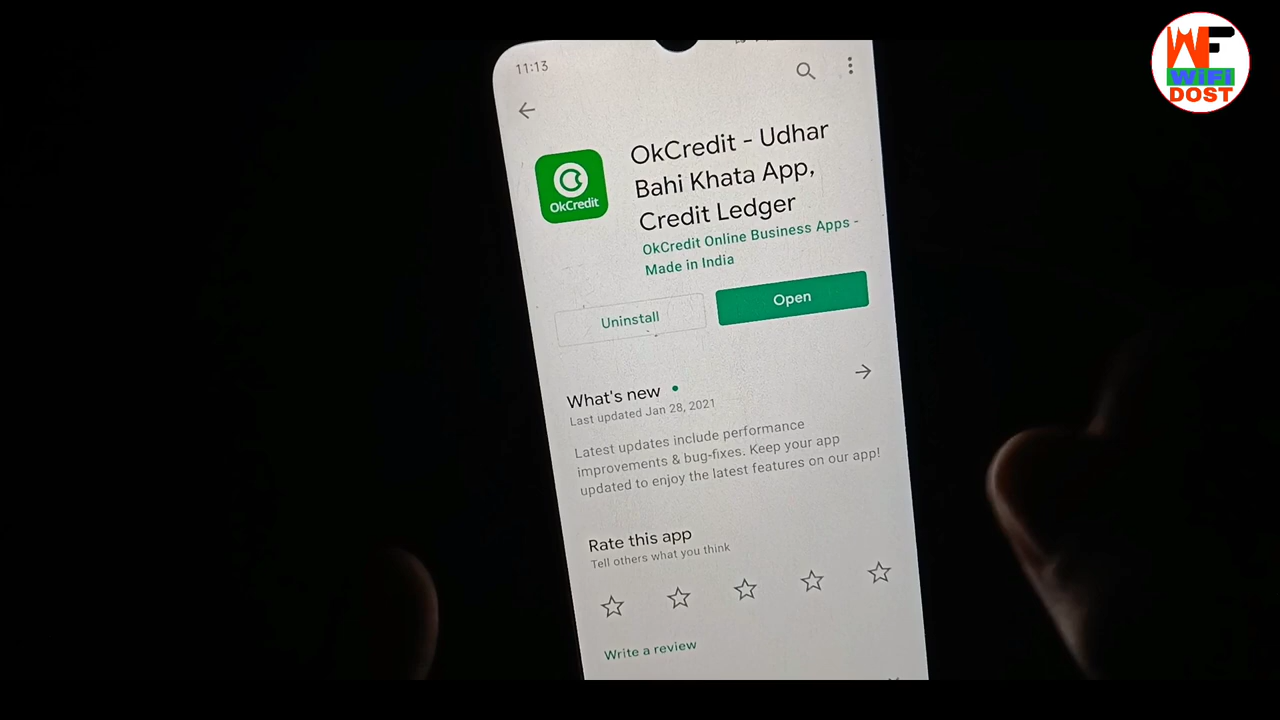 11:13
WF
WiFi
DOST
OkCredit
OkCredit - Udhar
Bahi Khata App,
Credit Ledger
OkCredit Online Business Apps -
Made in India
Uninstall
Open
What's new
Last updated Jan 28, 2021
Latest updates include performance
improvements & bug-fixes. Keep your app
updated to enjoy the latest features on our app!
Rate this app
Tell others what you think
Write a review